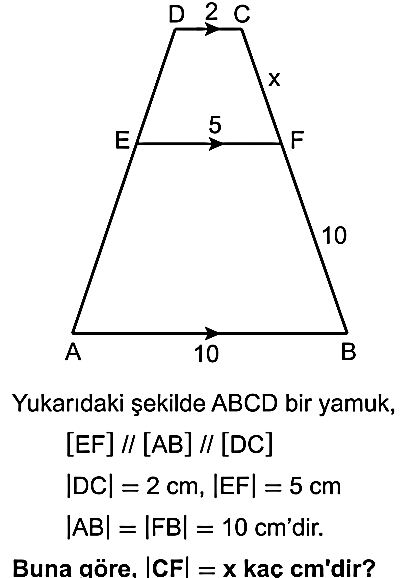 D 2 C
x
E 5 F
10
A 10 B
Yukarıdaki şekilde ABCD bir yamuk,
[EF] // [AB] // [DC]
|DC| = 2 cm, |EF| = 5 cm
|AB| = |FB| = 10 cm'dir.
Buna göre, |CF| = x kaç cm'dir?